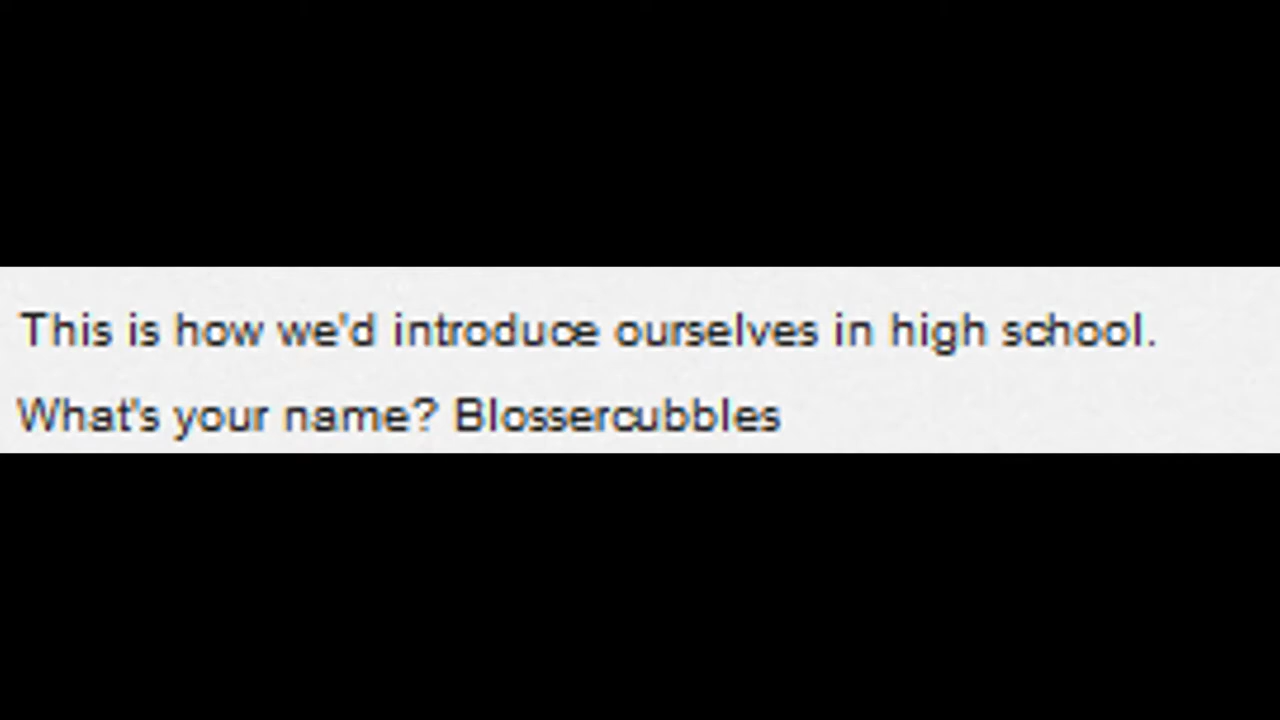 This is how we'd introduce ourselves in high school.
What's your name? Blossercubbles